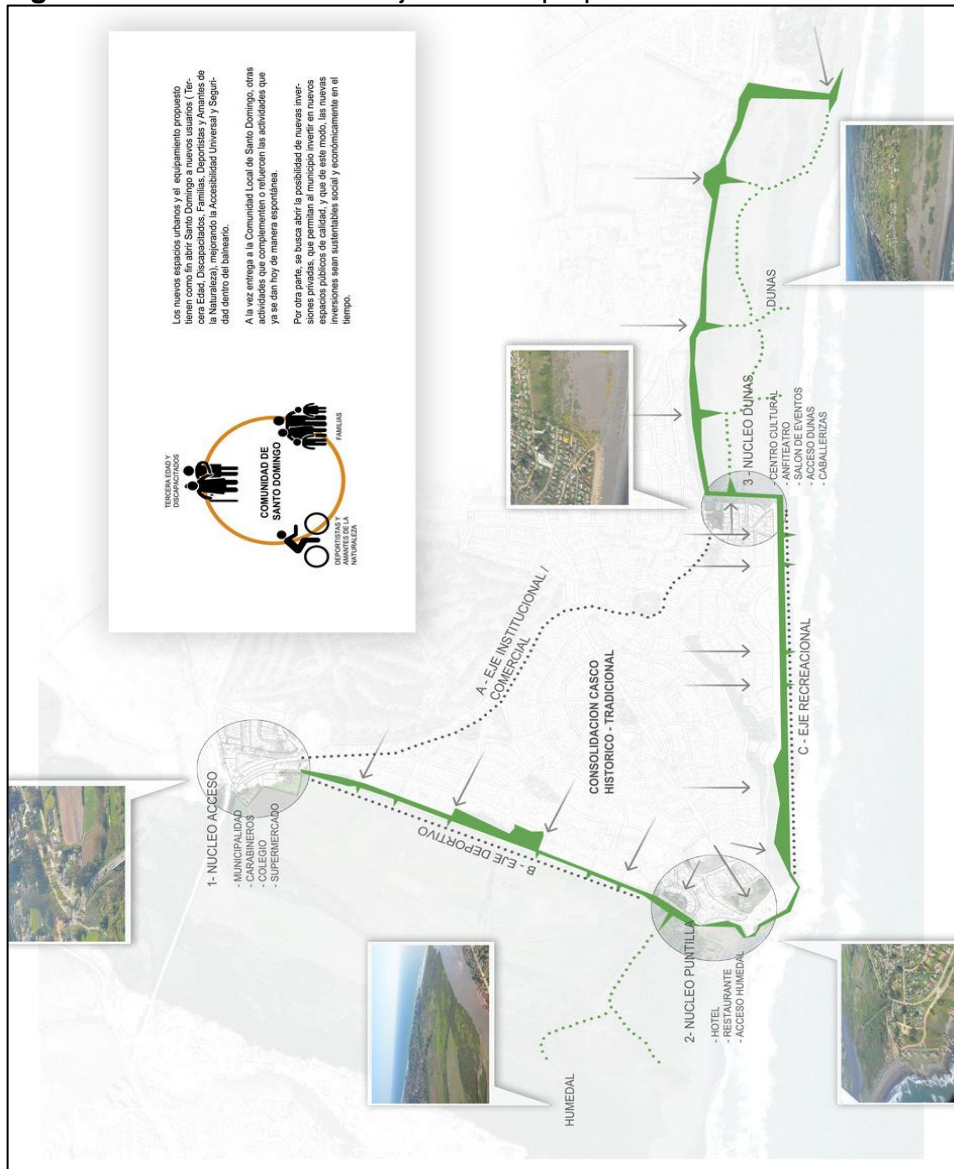 Los nuevos espacios urbanos y el equipamiento propuesto
tienen como fin abrir Santo Domingo a nuevos usuarios ( Ter-
cera Edad, Discapacitados, Familias, Deportistas y Amantes de
la Naturaleza), mejorando la Accesibilidad Universal y Seguri-
dad dentro del balneario.
A la vez entrega a la Comunidad Local de Santo Domingo, otras
actividades que complementen o refuercen las actividades que
ya se dan hoy de manera espontánea.
Por otra parte, se busca abrir la posibilidad de nuevas inver-
siones privadas, que permitan al municipio invertir en nuevos
espacios públicos de calidad, y que de este modo, las nuevas
inversiones sean sustentables social y económicamente en el
tiempo.
TERCERA EDAD Y
DISCAPACITADOS
COMUNIDAD DE
SANTO DOMINGO
FAMILIAS
DEPORTISTAS Y
AMANTES DE LA
NATURALEZA
1- NUCLEO ACCESO
- MUNICIPALIDAD
- CARABINEROS
- COLEGIO
- SUPERMERCADO
A - EJE INSTITUCIONAL /
COMERCIAL
B - EJE DEPORTIVO
CONSOLIDACION CASCO
HISTORICO - TRADICIONAL
3 - NUCLEO DUNAS
- CENTRO CULTURAL
- ANFITEATRO
- SALON DE EVENTOS
- ACCESO DUNAS
- CABALLERIZAS
DUNAS
HUMEDAL
2- NUCLEO PUNTILLA
- HOTEL
- RESTAURANTE
- ACCESO HUMEDAL
C - EJE RECREACIONAL